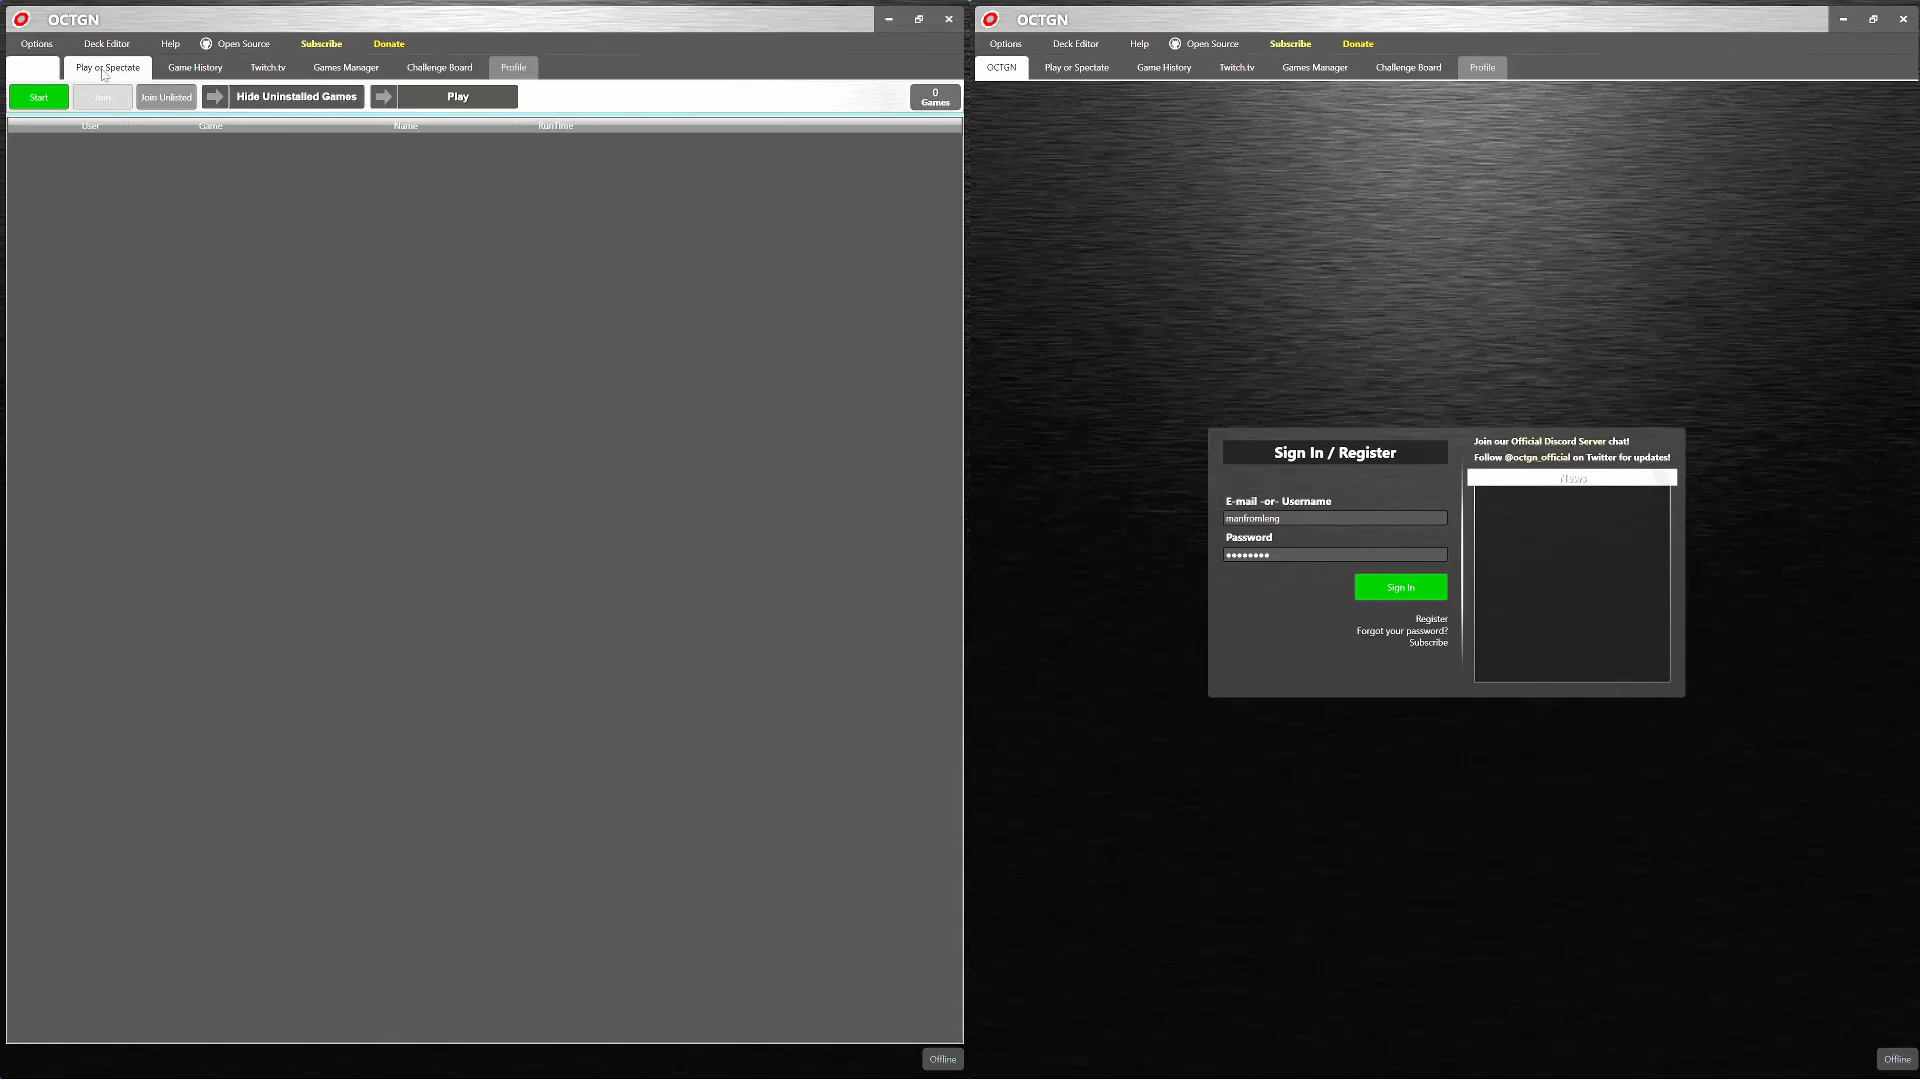 OCTGN
Options Deck Editor Help Open Source Subscribe Donate
Play or Spectate Game History Twitch.tv Games Manager Challenge Board Profile
Start Join Join Unlisted Hide Uninstalled Games Play 0 Games
User Game Name RunTime
Offline
OCTGN
Options Deck Editor Help Open Source Subscribe Donate
OCTGN Play or Spectate Game History Twitch.tv Games Manager Challenge Board Profile
Sign In / Register
E-mail -or- Username
manfromleng
Password
••••••••
Sign In
Register
Forgot your password?
Subscribe
Join our Official Discord Server chat!
Follow @octgn_official on Twitter for updates!
News
Offline